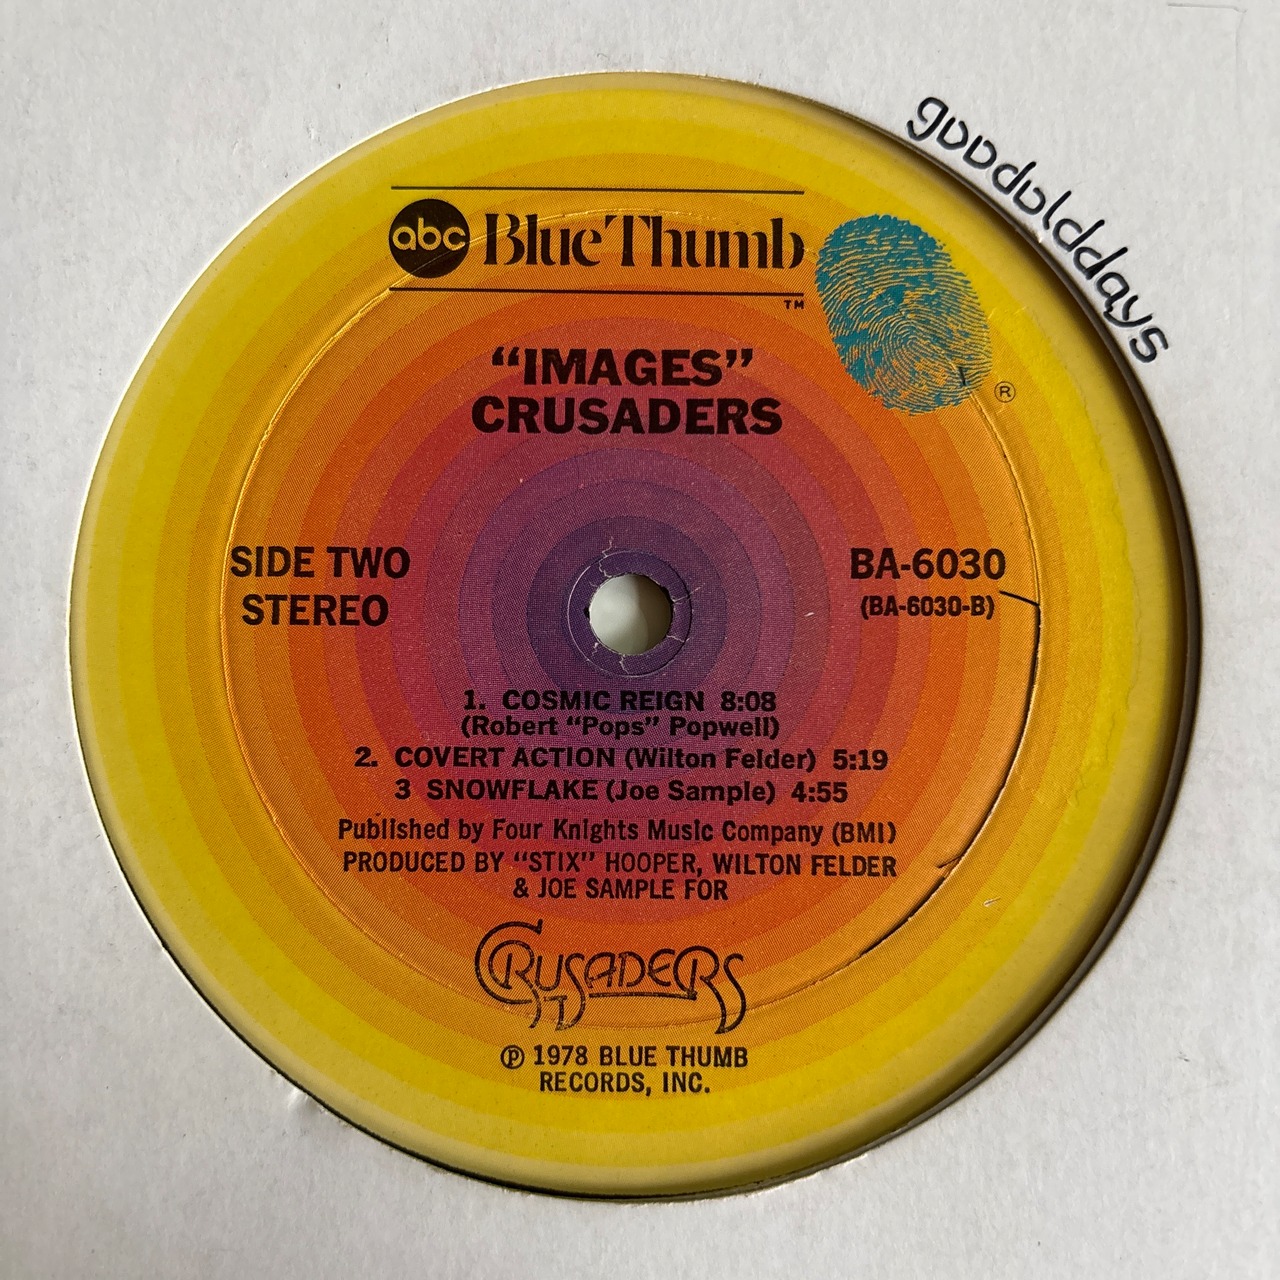 goodolddays
abc Blue Thumb
TM
®
"IMAGES"
CRUSADERS
SIDE TWO
STEREO
BA-6030
(BA-6030-B)
1. COSMIC REIGN 8:08
(Robert "Pops" Popwell)
2. COVERT ACTION (Wilton Felder) 5:19
3 SNOWFLAKE (Joe Sample) 4:55
Published by Four Knights Music Company (BMI)
PRODUCED BY "STIX" HOOPER, WILTON FELDER
& JOE SAMPLE FOR
CRUSADERS
℗ 1978 BLUE THUMB
RECORDS, INC.